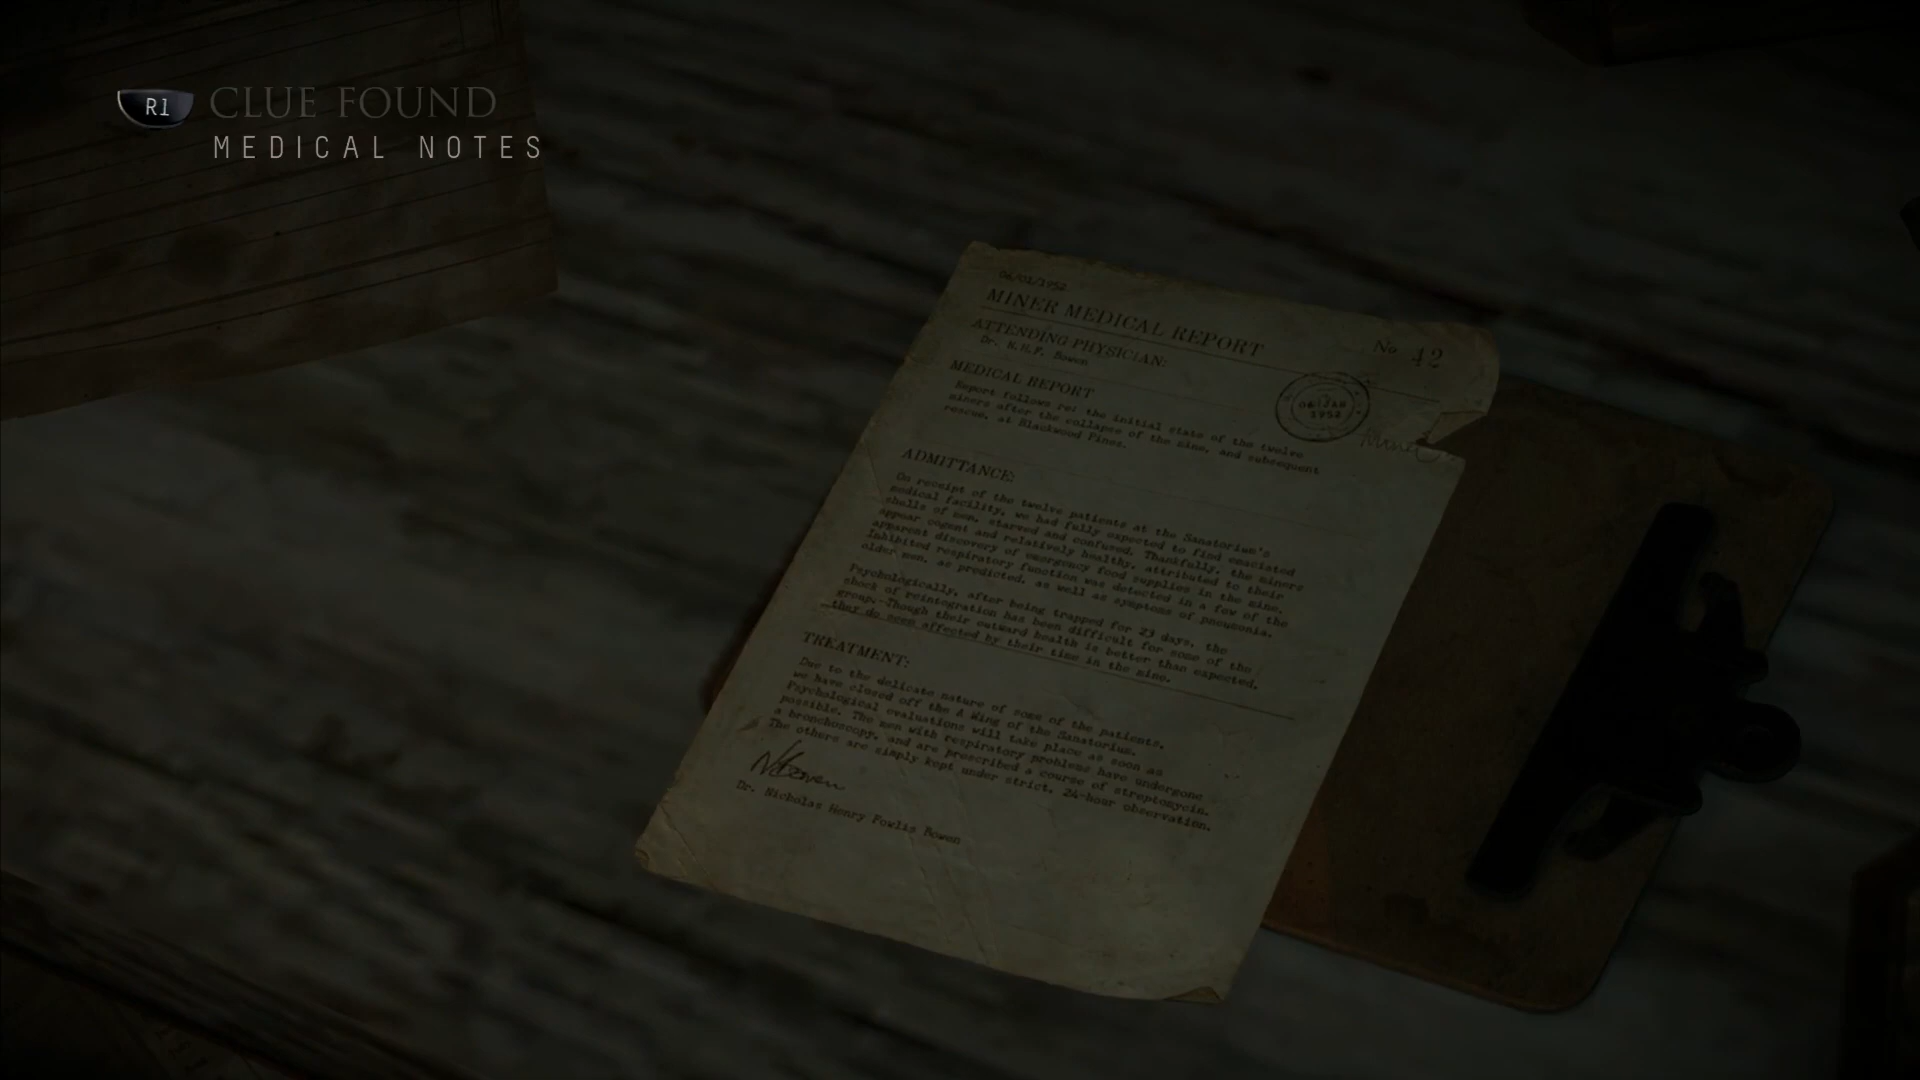 R1 CLUE FOUND
MEDICAL NOTES
06/01/1952
MINER MEDICAL REPORT
No 42
ATTENDING PHYSICIAN:
Dr. N.H.F. Bowen
MEDICAL REPORT
Report follows re: the initial state of the twelve
miners after the collapse of the mine, and subsequent
rescue, at Blackwood Pines.
06 JAN
1952
ADMITTANCE:
On receipt of the twelve patients at the Sanatorium's
medical facility, we had fully expected to find emaciated
shells of men, starved and confused. Thankfully, the miners
appear cogent and relatively healthy, attributed to their
apparent discovery of emergency food supplies in the mine.
Inhibited respiratory function was detected in a few of the
older men, as predicted, as well as symptoms of pneumonia.
Psychologically, after being trapped for 23 days, the
shock of reintegration has been difficult for some of the
group. Though their outward health is better than expected,
they do seem affected by their time in the mine.
TREATMENT:
Due to the delicate nature of some of the patients,
we have closed off the A Wing of the Sanatorium.
Psychological evaluations will take place as soon as
possible. The men with respiratory problems have undergone
a bronchoscopy, and are prescribed a course of streptomycin.
The others are simply kept under strict, 24-hour observation.
NBowen
Dr. Nicholas Henry Fowlis Bowen